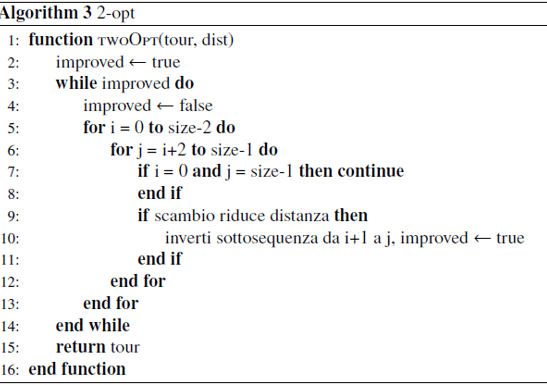 Algorithm 3 2-opt
1: function TWOOPT(tour, dist)
2: improved ← true
3: while improved do
4: improved ← false
5: for i = 0 to size-2 do
6: for j = i+2 to size-1 do
7: if i = 0 and j = size-1 then continue
8: end if
9: if scambio riduce distanza then
10: inverti sottosequenza da i+1 a j, improved ← true
11: end if
12: end for
13: end for
14: end while
15: return tour
16: end function